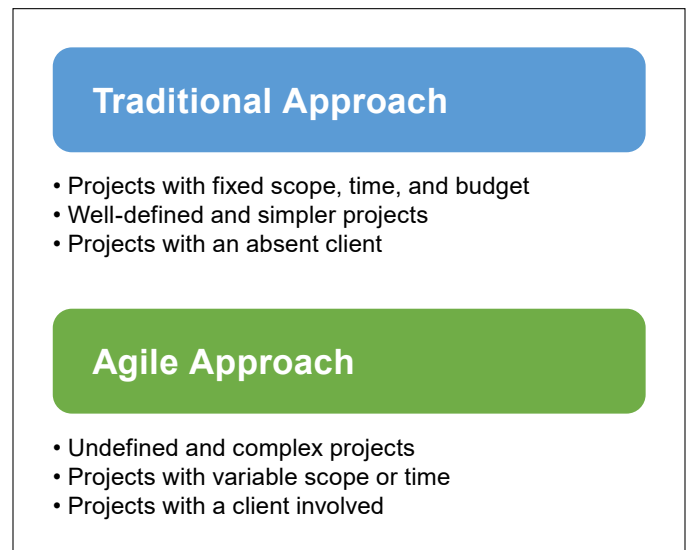 Traditional Approach
• Projects with fixed scope, time, and budget
• Well-defined and simpler projects
• Projects with an absent client
Agile Approach
• Undefined and complex projects
• Projects with variable scope or time
• Projects with a client involved